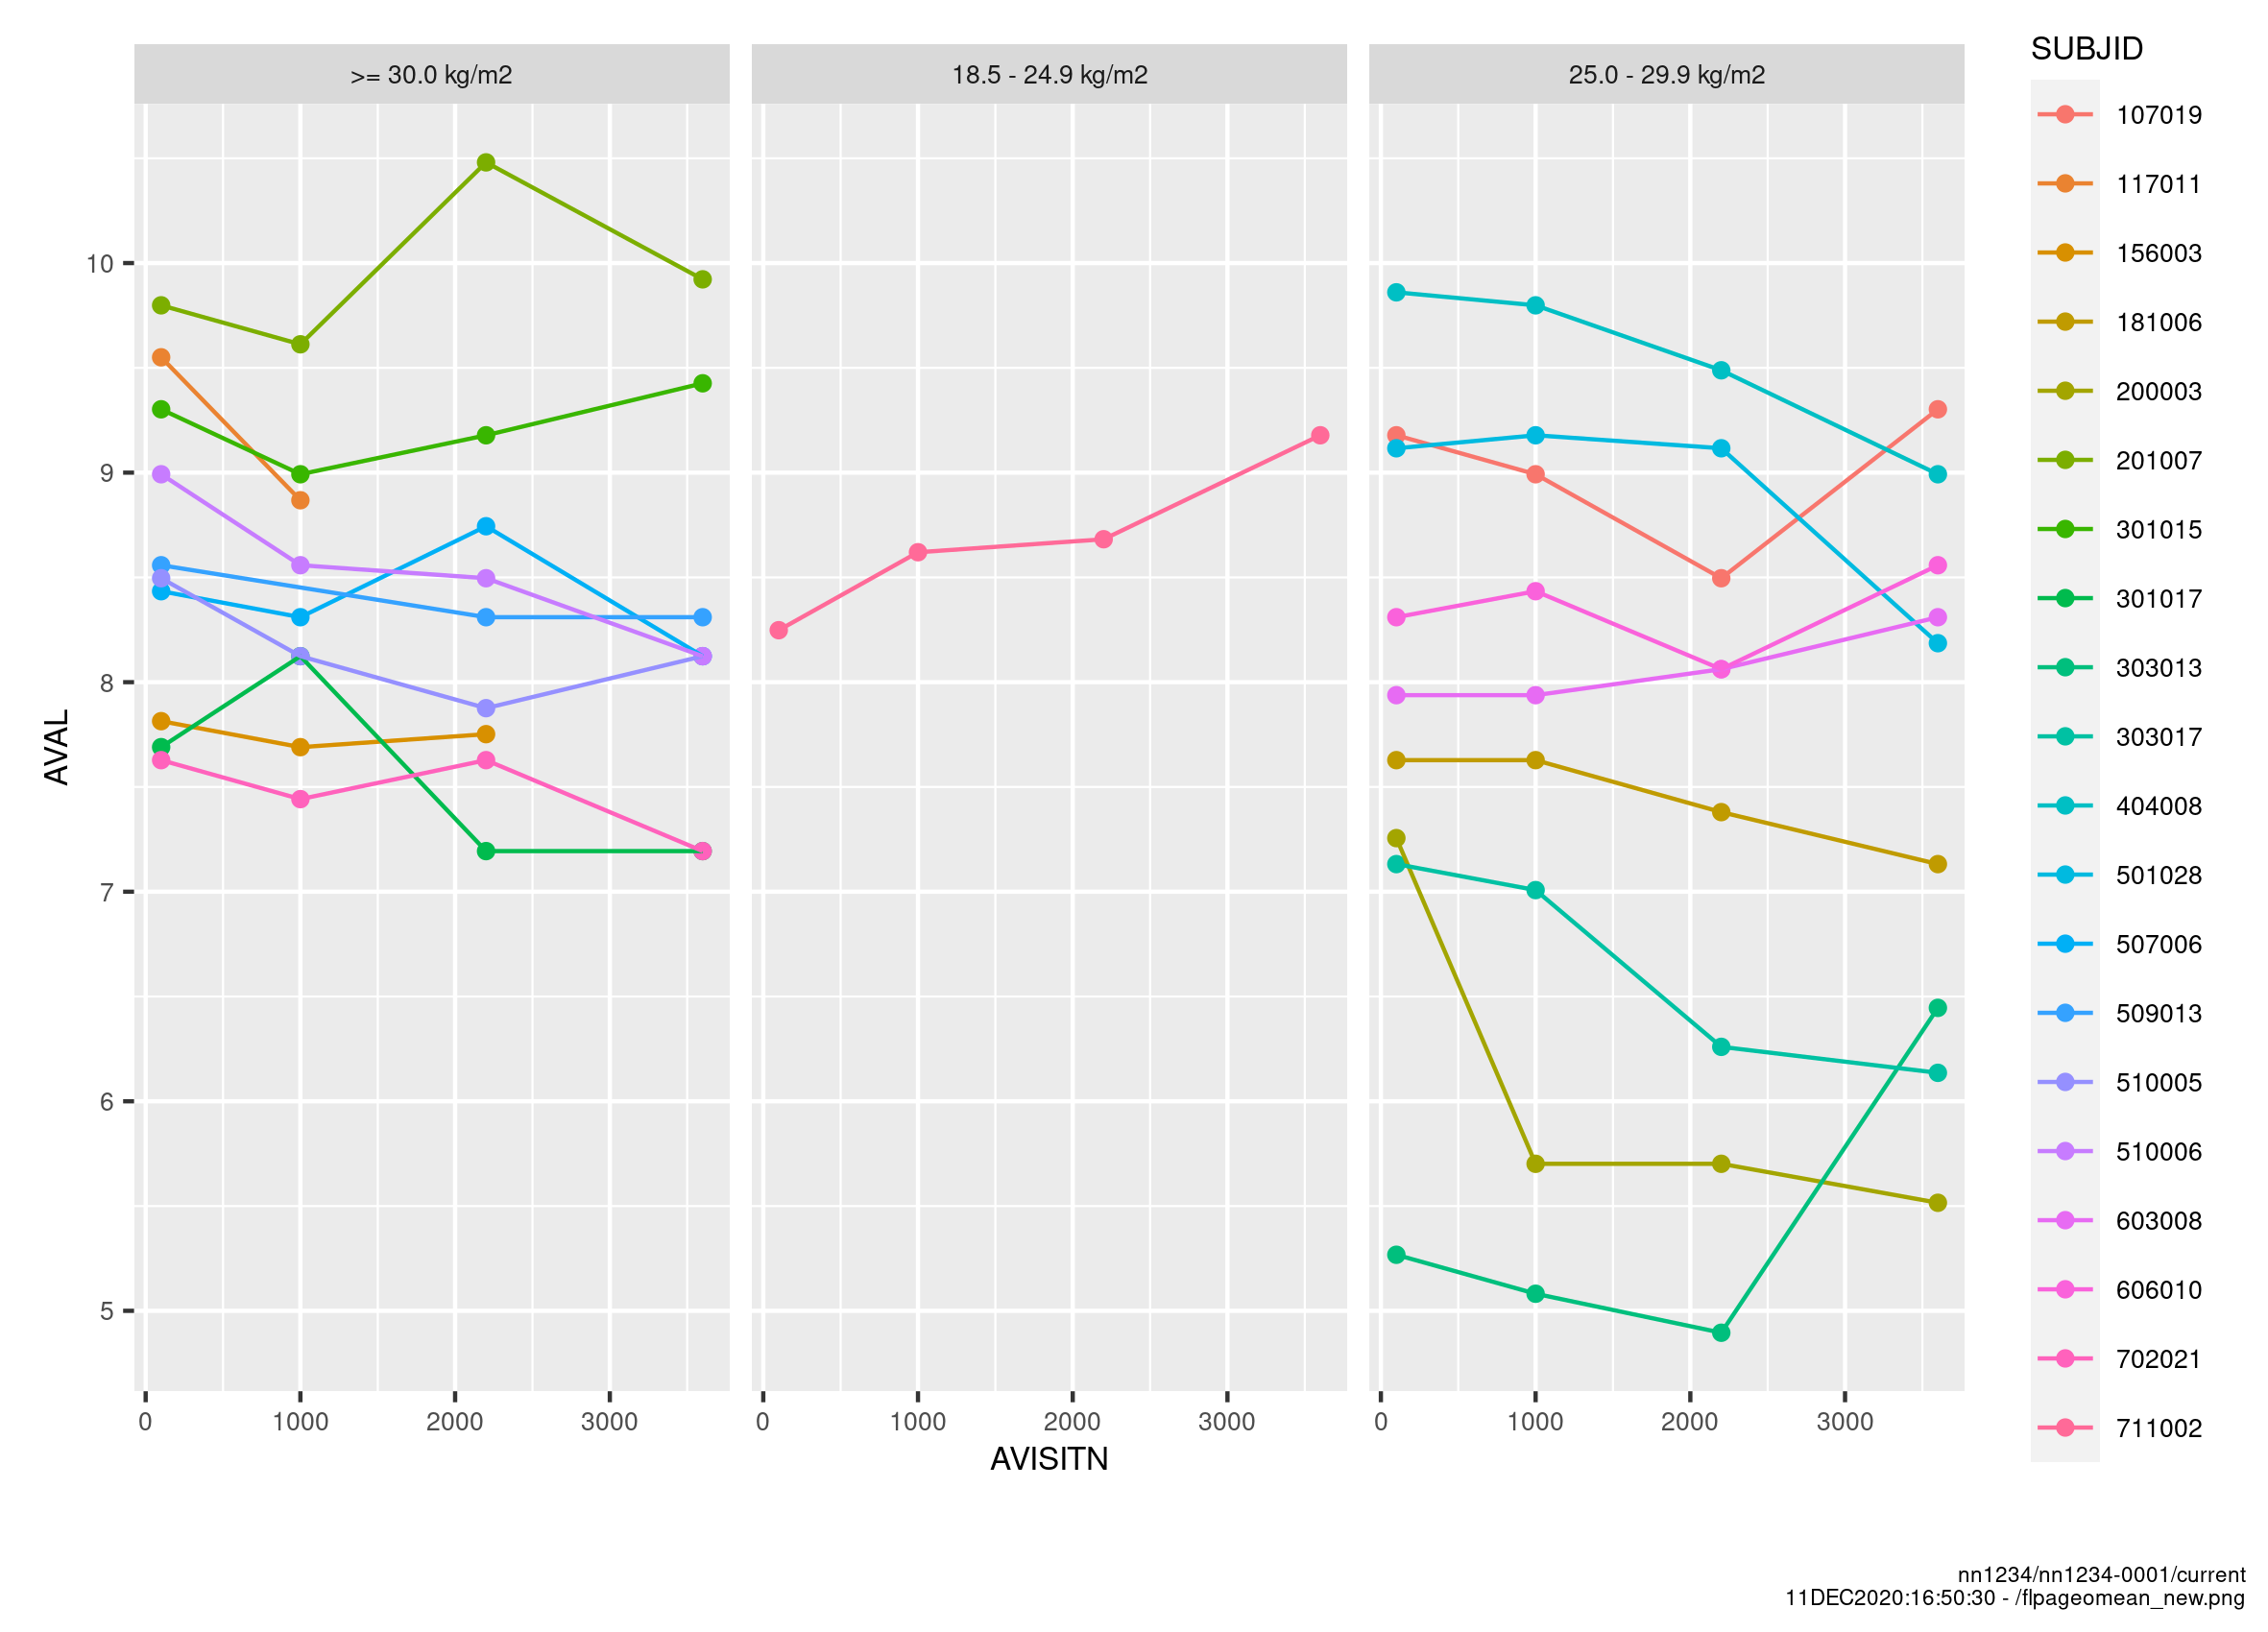 >= 30.0 kg/m2
18.5 - 24.9 kg/m2
25.0 - 29.9 kg/m2
AVAL
10
9
8
7
6
5
0 1000 2000 3000
0 1000 2000 3000
0 1000 2000 3000
AVISITN
SUBJID
107019
117011
156003
181006
200003
201007
301015
301017
303013
303017
404008
501028
507006
509013
510005
510006
603008
606010
702021
711002
nn1234/nn1234-0001/current
11DEC2020:16:50:30 - /flpageomean_new.png